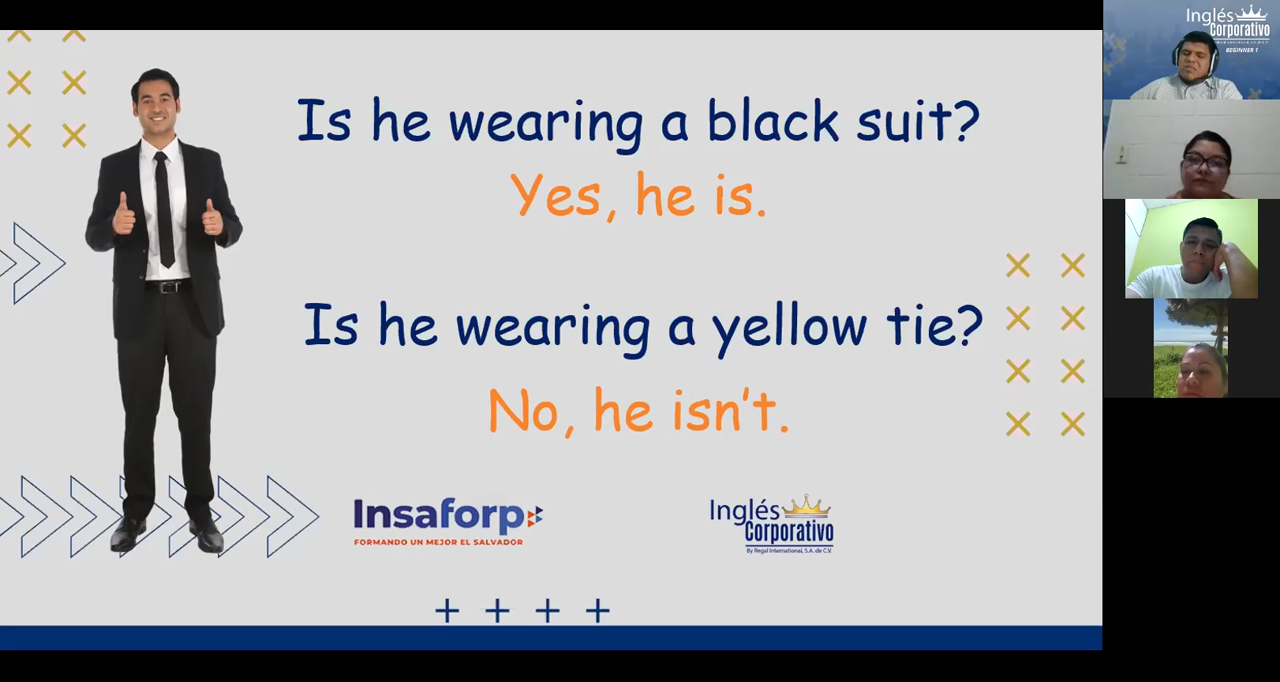 Is he wearing a black suit?
Yes, he is.
Is he wearing a yellow tie?
No, he isn't.
Insaforp
FORMANDO UN MEJOR EL SALVADOR
Inglés
Corporativo
By Regal International, S.A. de C.V.
Inglés
Corporativo
BEGINNER 1